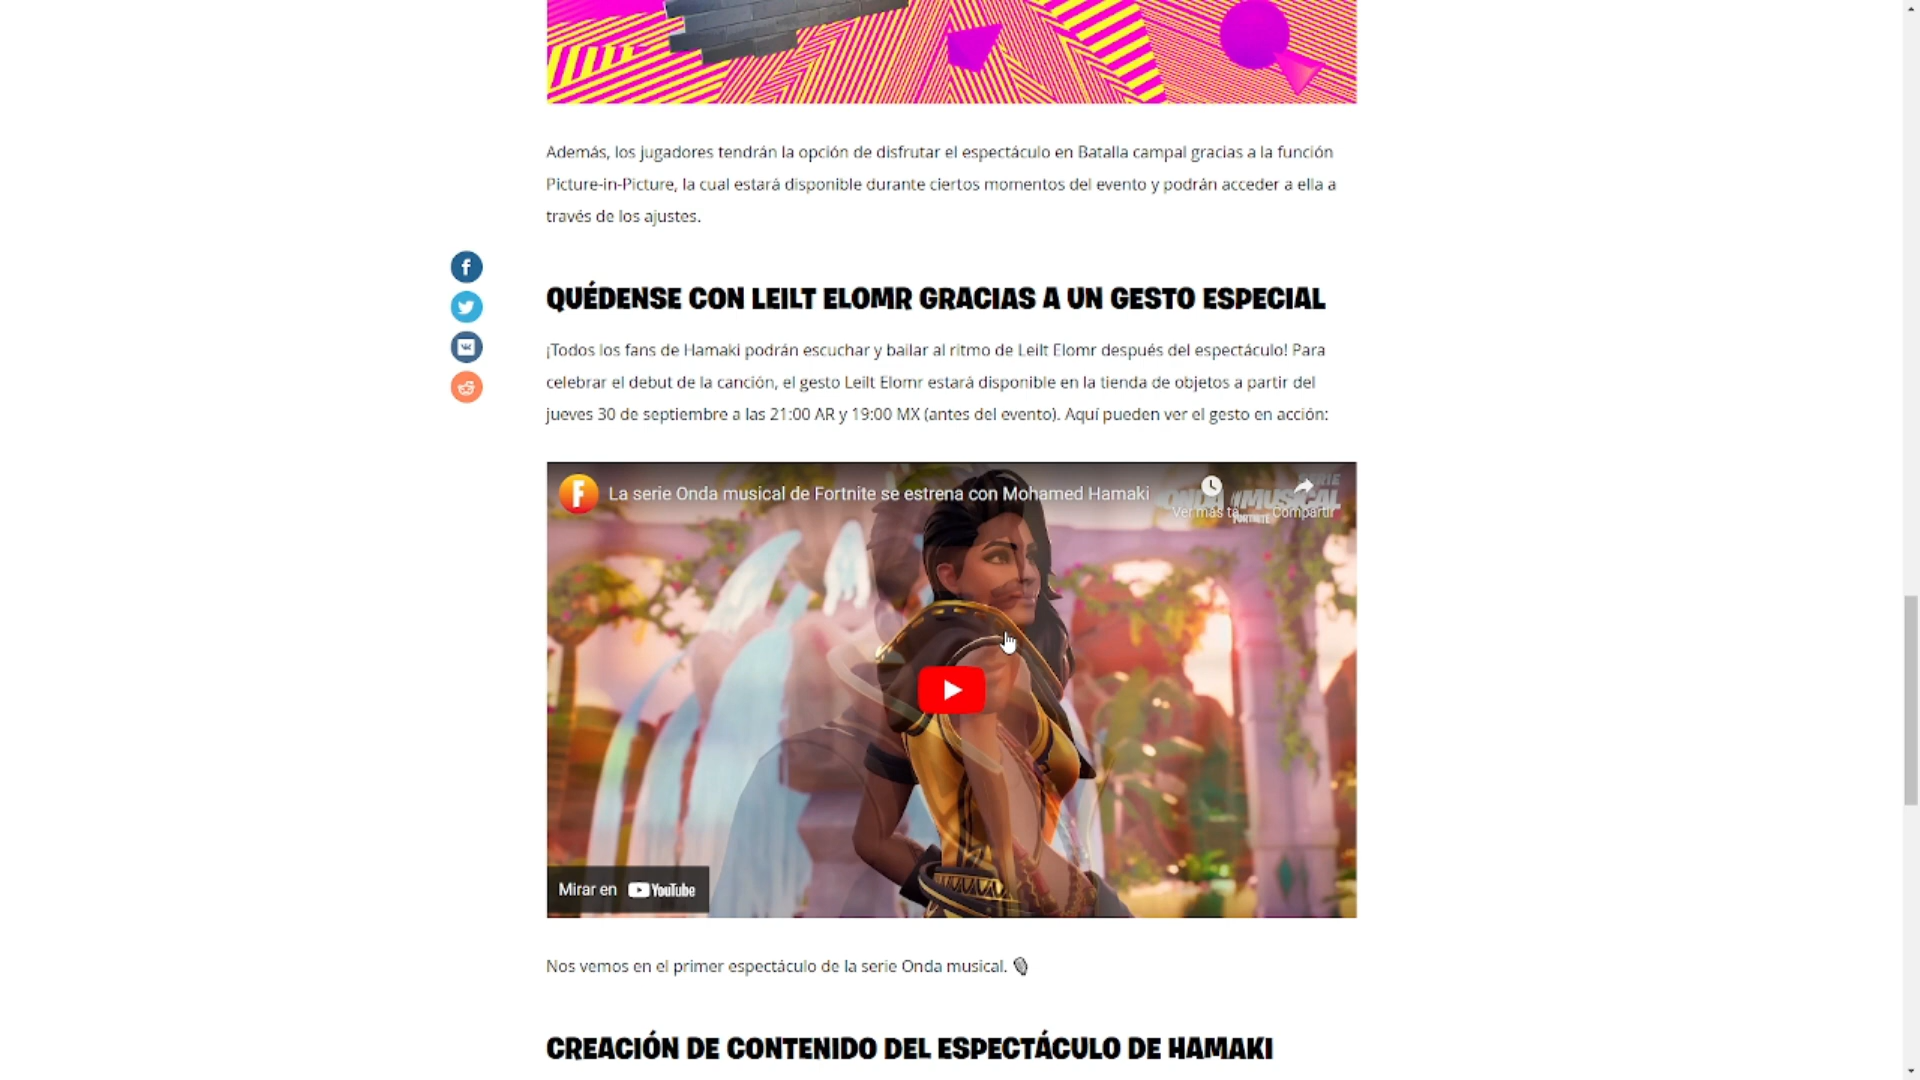 Además, los jugadores tendrán la opción de disfrutar el espectáculo en Batalla campal gracias a la función
Picture-in-Picture, la cual estará disponible durante ciertos momentos del evento y podrán acceder a ella a
través de los ajustes.
QUÉDENSE CON LEILT ELOMR GRACIAS A UN GESTO ESPECIAL
¡Todos los fans de Hamaki podrán escuchar y bailar al ritmo de Leilt Elomr después del espectáculo! Para
celebrar el debut de la canción, el gesto Leilt Elomr estará disponible en la tienda de objetos a partir del
jueves 30 de septiembre a las 21:00 AR y 19:00 MX (antes del evento). Aquí pueden ver el gesto en acción:
La serie Onda musical de Fortnite se estrena con Mohamed Hamaki
SERIE
ONDA MUSICAL
FORTNITE
Ver más ta...
Compartir
Mirar en YouTube
Nos vemos en el primer espectáculo de la serie Onda musical.
CREACIÓN DE CONTENIDO DEL ESPECTÁCULO DE HAMAKI